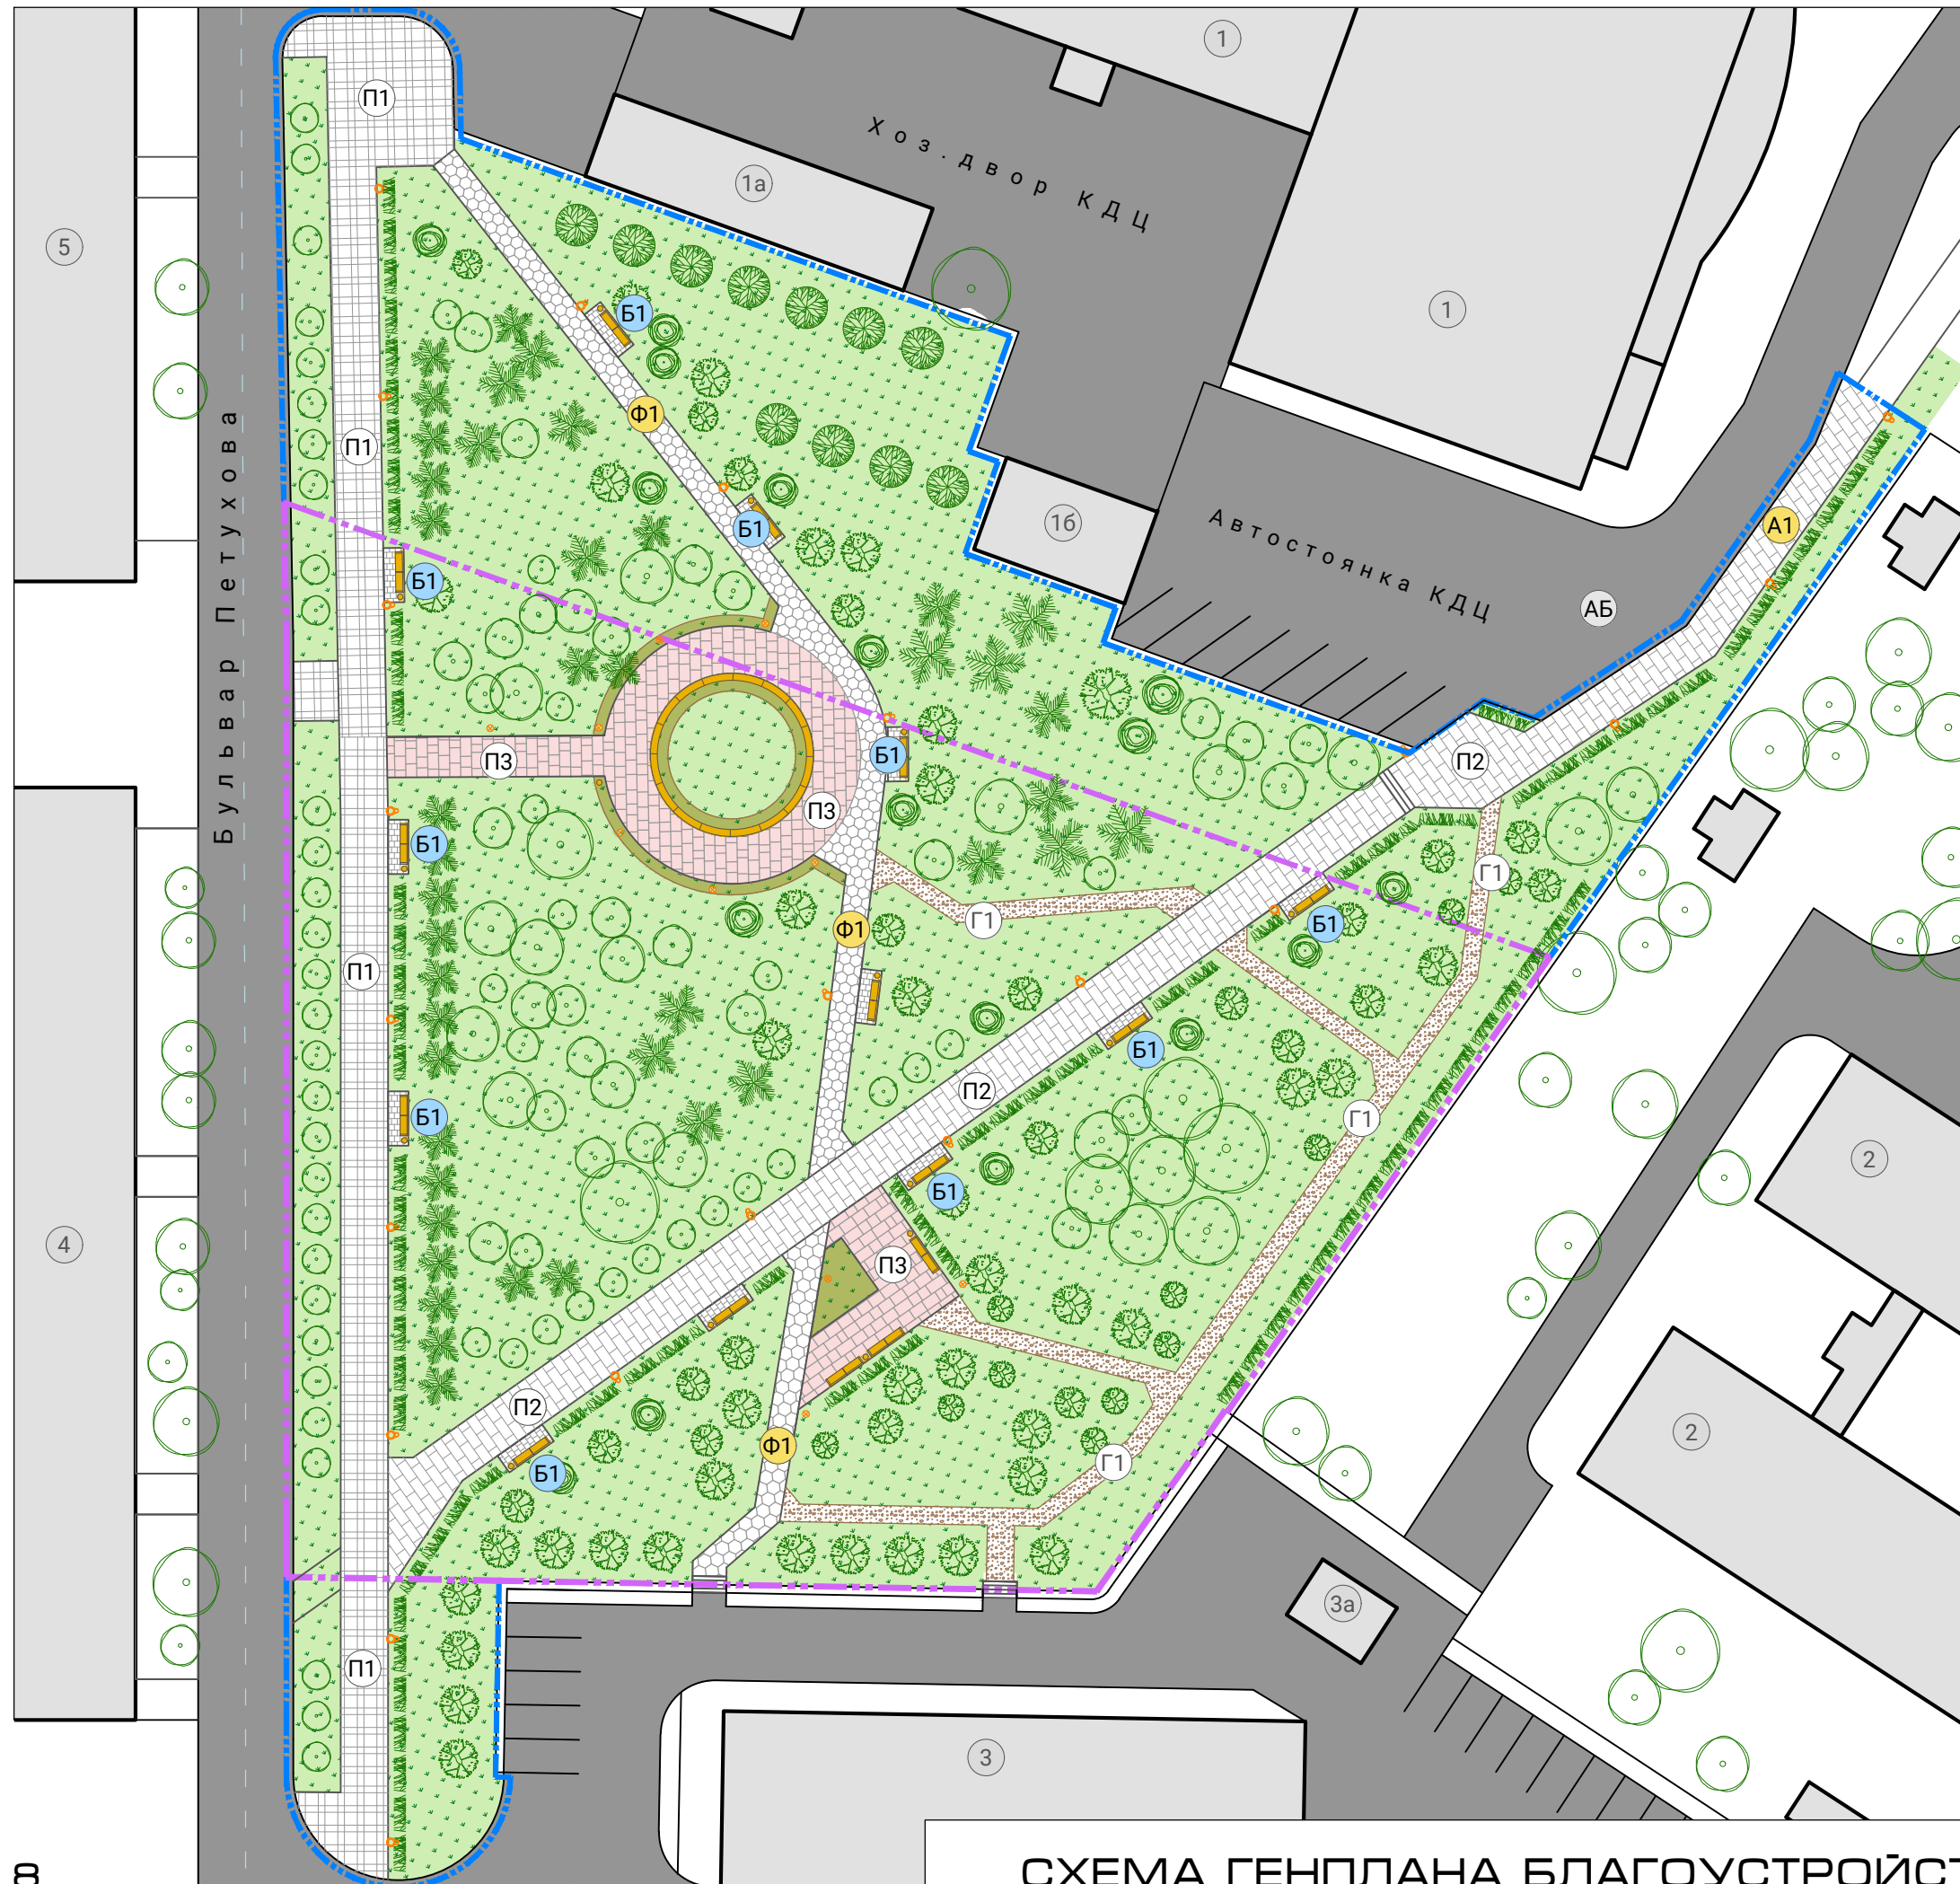 1
П1
Хоз.двор КДЦ
1а
5
Б1
1
Ф1
П1
1б
Б1
А1
Автостоянка КДЦ
Б1
АБ
Бульвар Петухова
Б1
П3
П2
П3
Б1
Г1
Г1
Б1
Ф1
П1
Б1
П2
Г1
Б1
2
Б1
4
П3
П2
2
Ф1
Г1
Б1
3а
П1
3
8
СХЕМА ГЕНПЛАНА БЛАГОУСТРОЙСТ